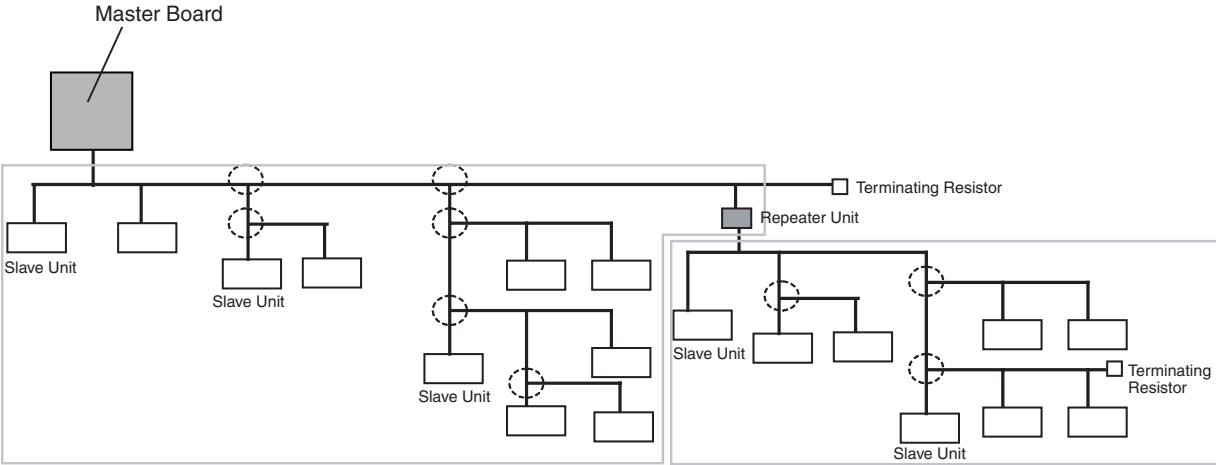 Master Board
Terminating Resistor
Repeater Unit
Slave Unit
Slave Unit
Slave Unit
Slave Unit
Terminating
Resistor
Slave Unit